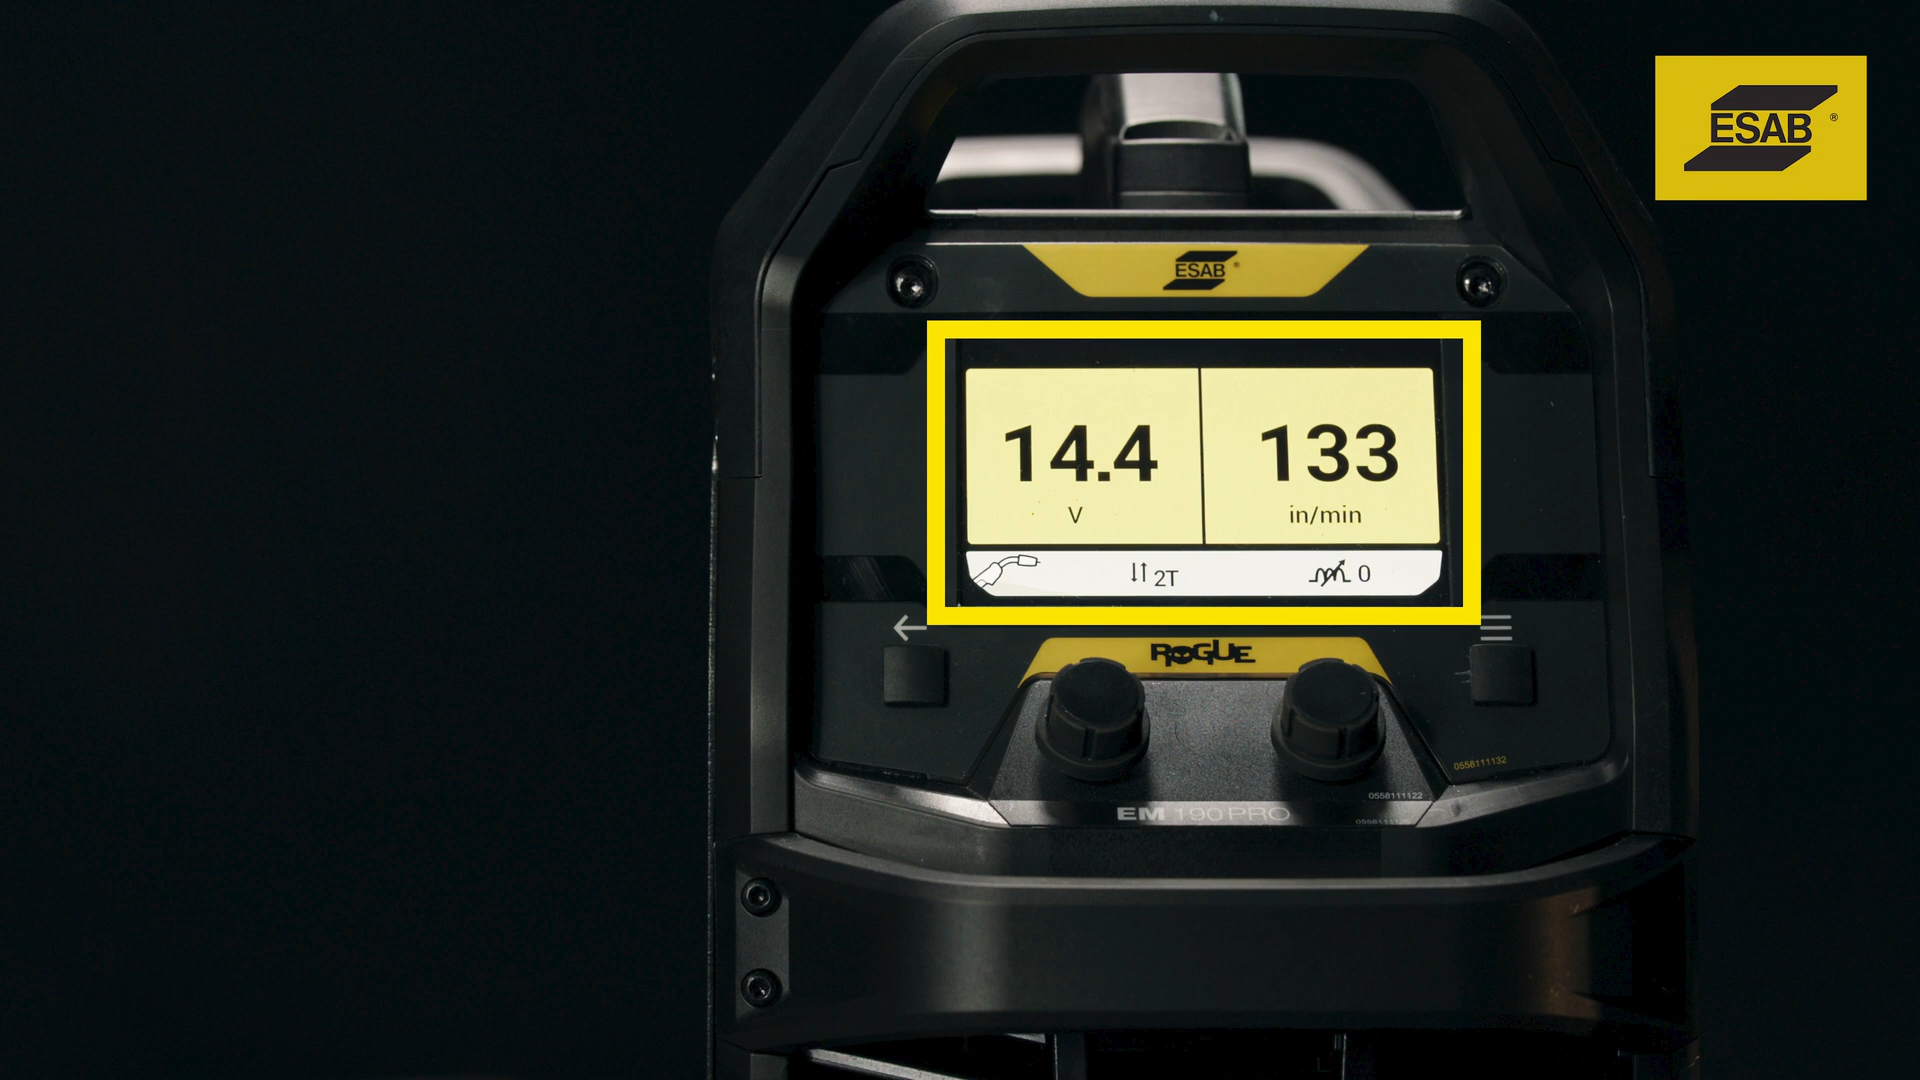 ESAB ®
ESAB ®
14.4 133
V in/min
2T 0
ROGUE
0558111132
0558111122
EM 190 PRO